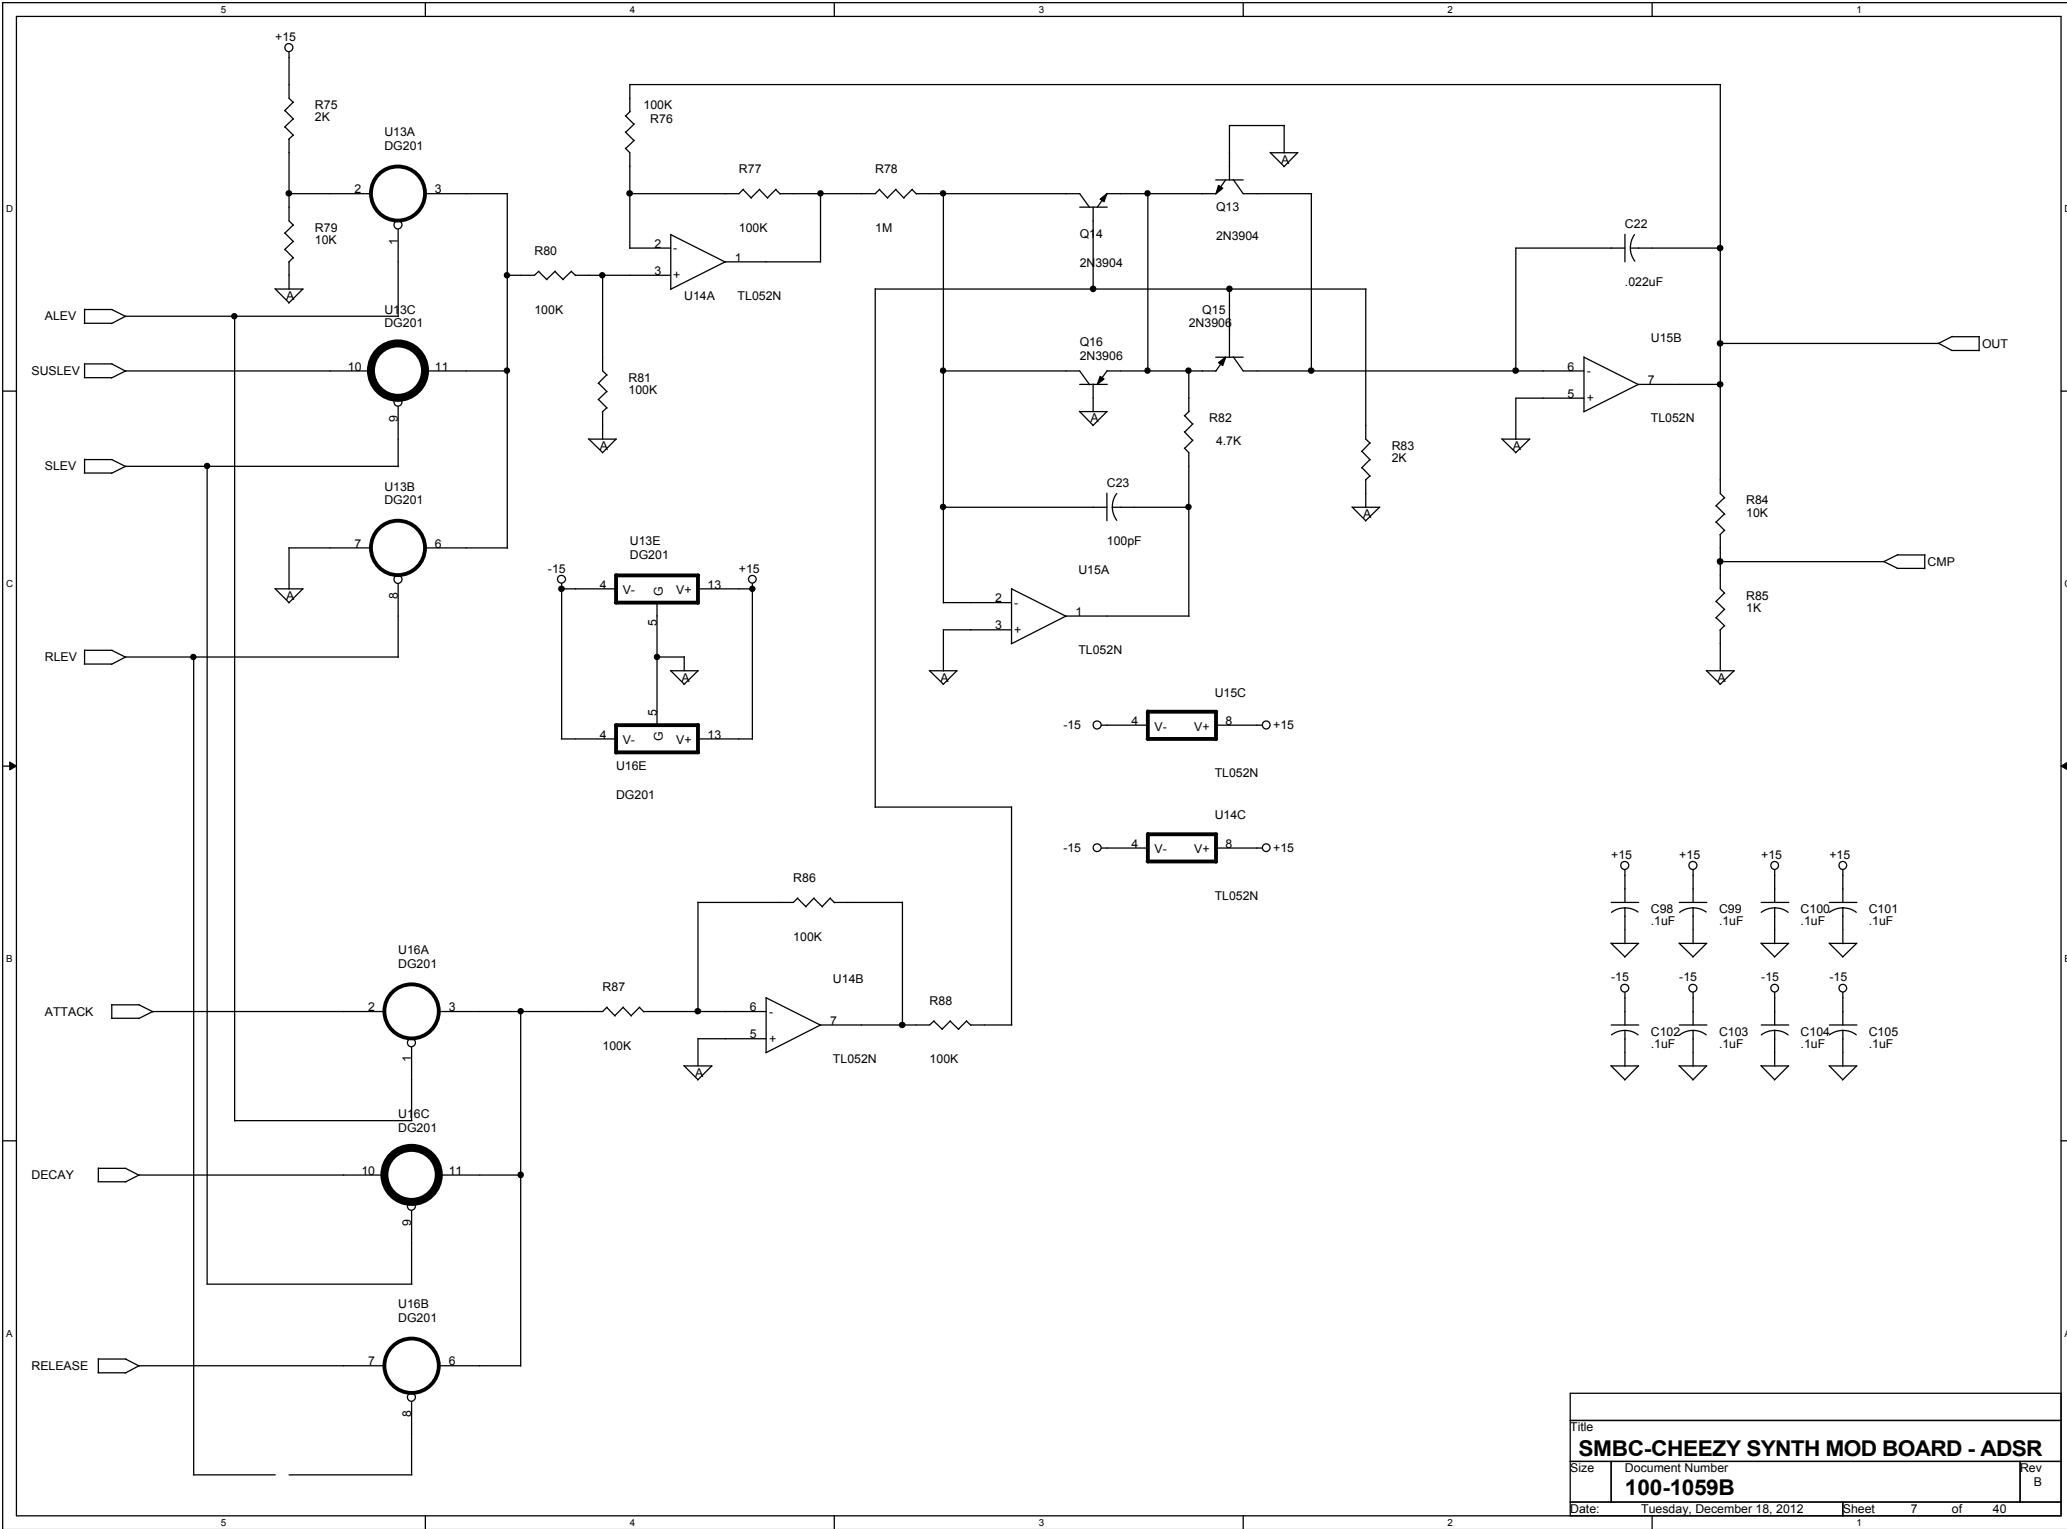 5 4 3 2 1
D
D
C
C
B
B
A
A
+15
R75
2K
U13A
DG201
2 3
1
R79
10K
A
ALEV
U13C
DG201
SUSLEV
10 11
9
SLEV
U13B
DG201
7 6
8
A
RLEV
R80
100K
R81
100K
A
100K
R76
R77
100K
2
-
3
+
1
U14A
TL052N
R78
1M
Q14
2N3904
Q13
2N3904
A
Q16
2N3906
A
Q15
2N3906
R82
4.7K
C23
100pF
U15A
2
-
3
+
1
TL052N
A
R83
2K
A
C22
.022uF
U15B
6
-
5
+
7
TL052N
A
OUT
R84
10K
CMP
R85
1K
A
U13E
DG201
-15
+15
4 V- G V+ 13
5
A
5
4 V- G V+ 13
U16E
DG201
U15C
-15 4 V- V+ 8 +15
TL052N
U14C
-15 4 V- V+ 8 +15
TL052N
+15 +15 +15 +15
C98
.1uF
C99
.1uF
C100
.1uF
C101
.1uF
-15 -15 -15 -15
C102
.1uF
C103
.1uF
C104
.1uF
C105
.1uF
U16A
DG201
ATTACK
2 3
1
U16C
DG201
DECAY
10 11
9
U16B
DG201
RELEASE
7 6
8
R87
100K
R86
100K
U14B
6
-
5
+
7
TL052N
A
R88
100K
Title
SMBC-CHEEZY SYNTH MOD BOARD - ADSR
Size Document Number Rev
100-1059B B
Date: Tuesday, December 18, 2012 Sheet 7 of 40
5 4 3 2 1